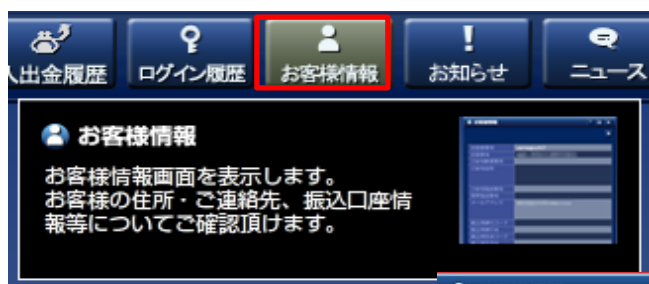 入出金履歴
ログイン履歴
お客様情報
お知らせ
ニュース
お客様情報
お客様情報画面を表示します。
お客様の住所・ご連絡先、振込口座情
報等についてご確認頂けます。